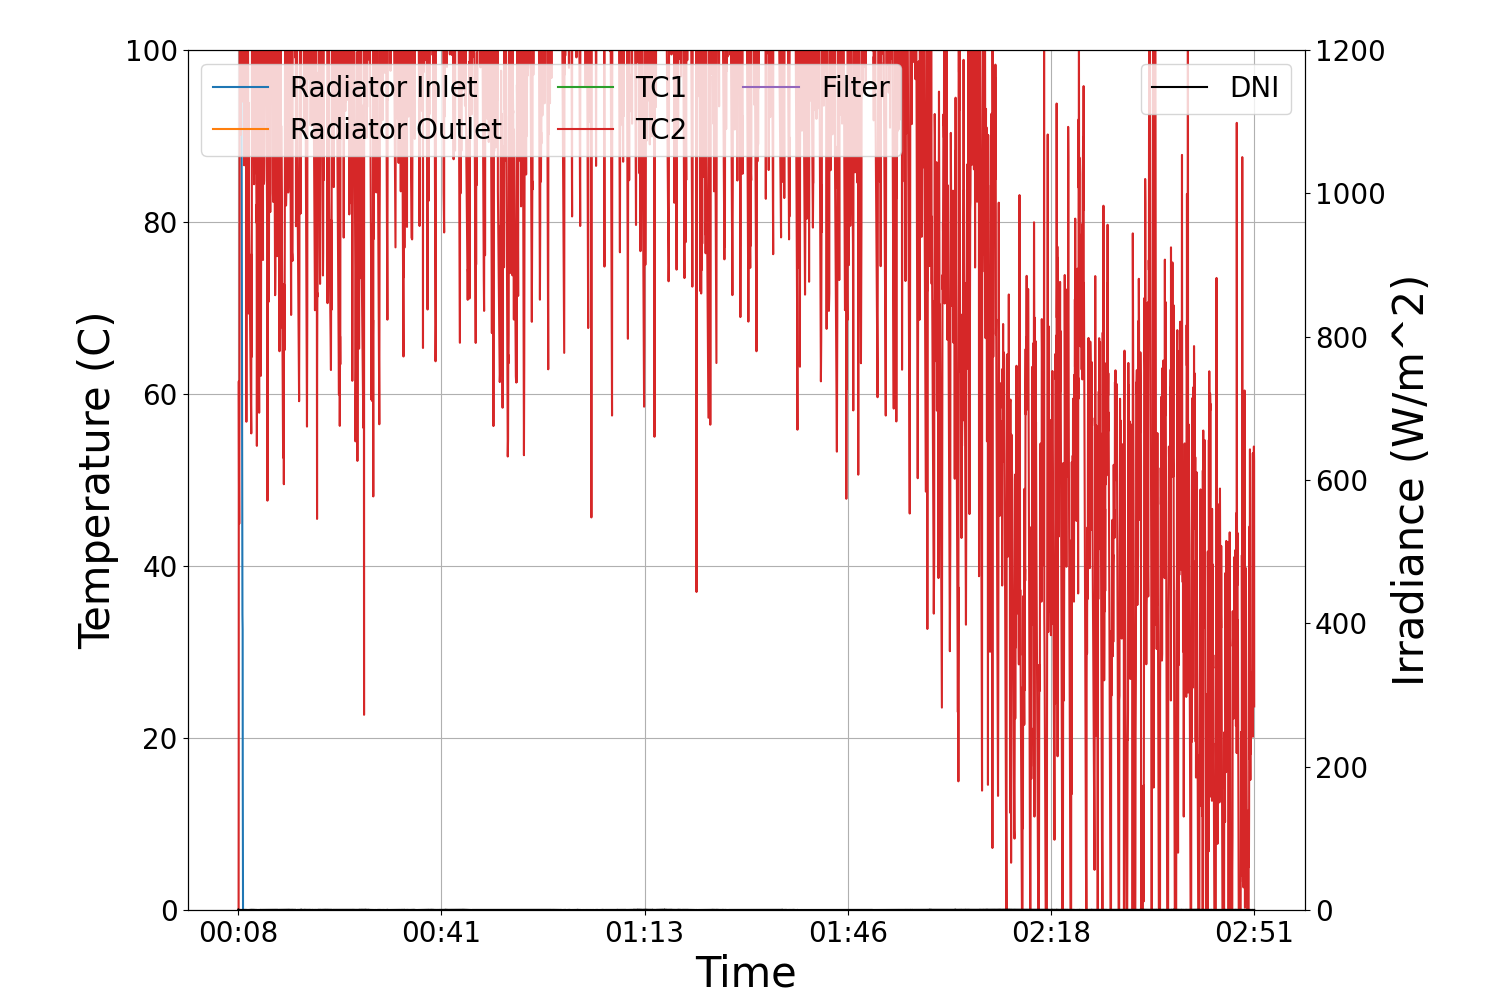 100
80
60
40
20
0
Temperature (C)
Radiator Inlet
Radiator Outlet
TC1
TC2
Filter
DNI
1200
1000
800
600
400
200
0
Irradiance (W/m^2)
00:08 00:41 01:13 01:46 02:18 02:51
Time